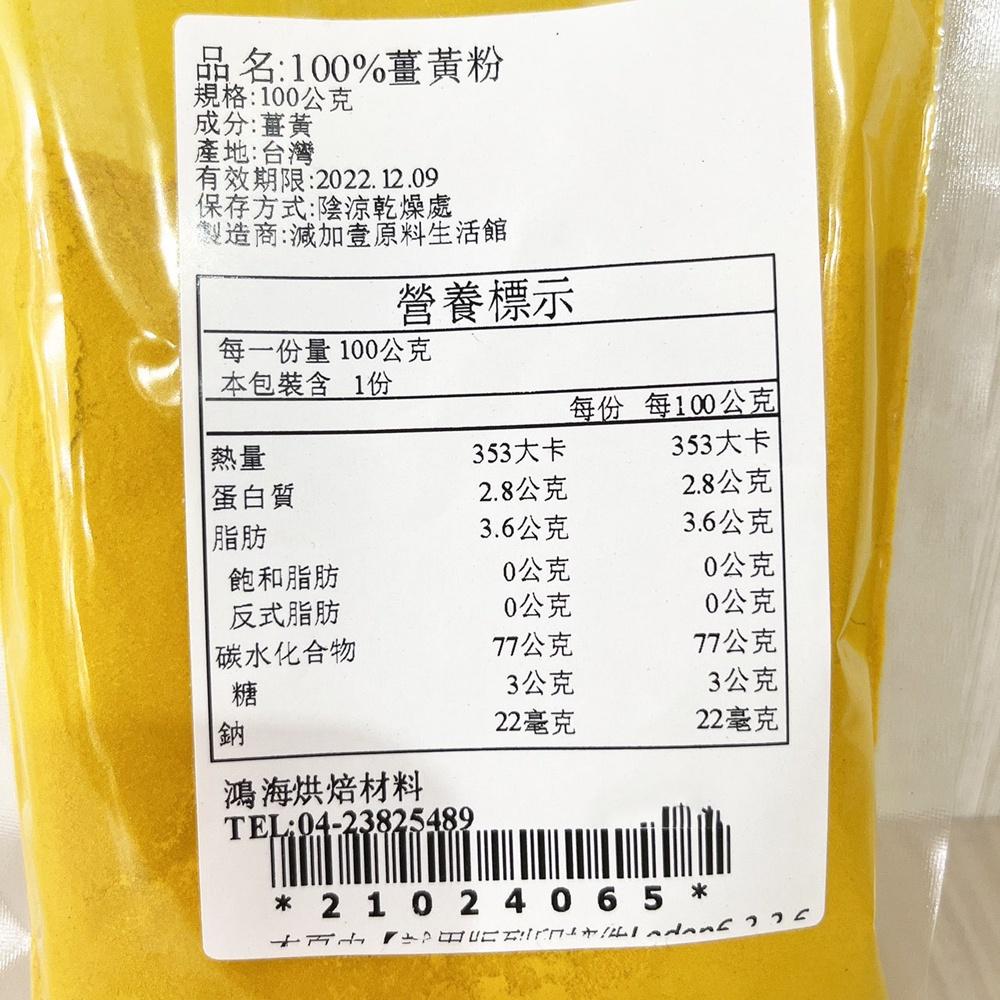 品名:100%薑黃粉
規格:100公克
成分:薑黃
產地:台灣
有效期限:2022.12.09
保存方式:陰涼乾燥處
製造商:減加壹原料生活館
營養標示
每一份量 100公克
本包裝含 1份
每份 每100公克
熱量 353大卡 353大卡
蛋白質 2.8公克 2.8公克
脂肪 3.6公克 3.6公克
飽和脂肪 0公克 0公克
反式脂肪 0公克 0公克
碳水化合物 77公克 77公克
糖 3公克 3公克
鈉 22毫克 22毫克
鴻海烘焙材料
TEL:04-23825489
*21024065*